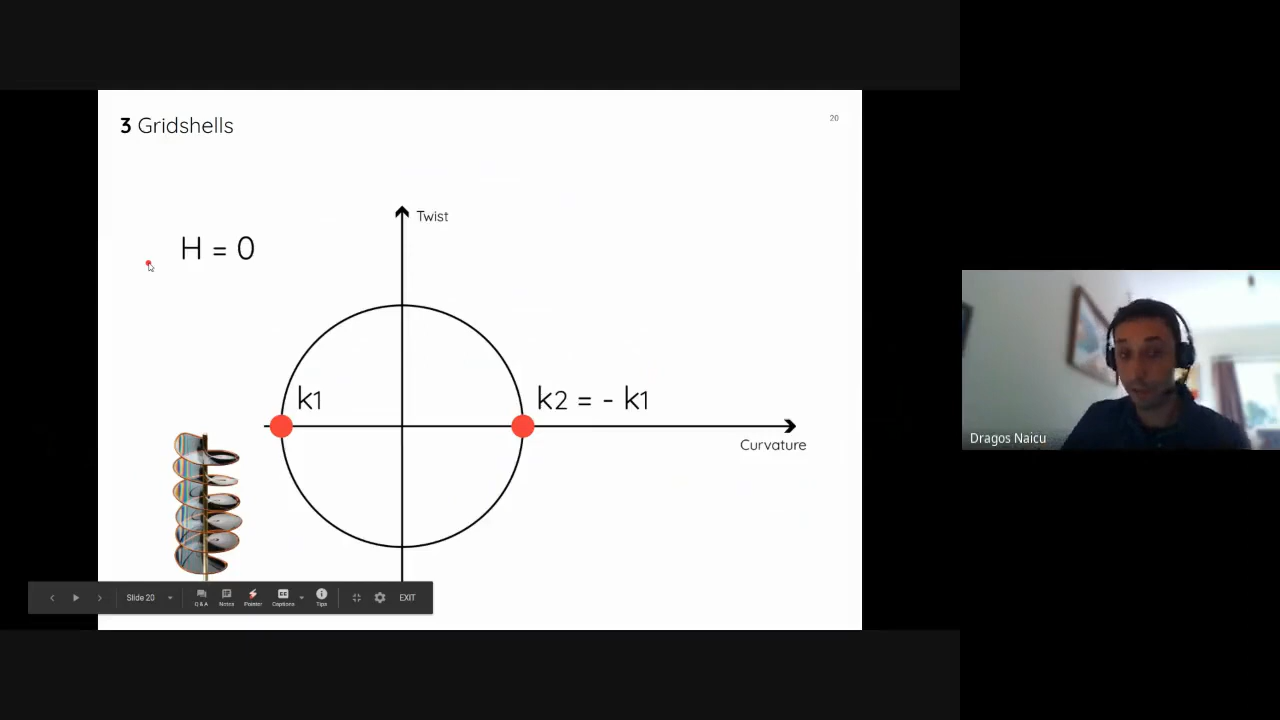 3 Gridshells
20
Twist
H = 0
k1
k2 = - k1
Curvature
Dragos Naicu
Slide 20
Q & A
Notes
Pointer
Captions
Tips
EXIT